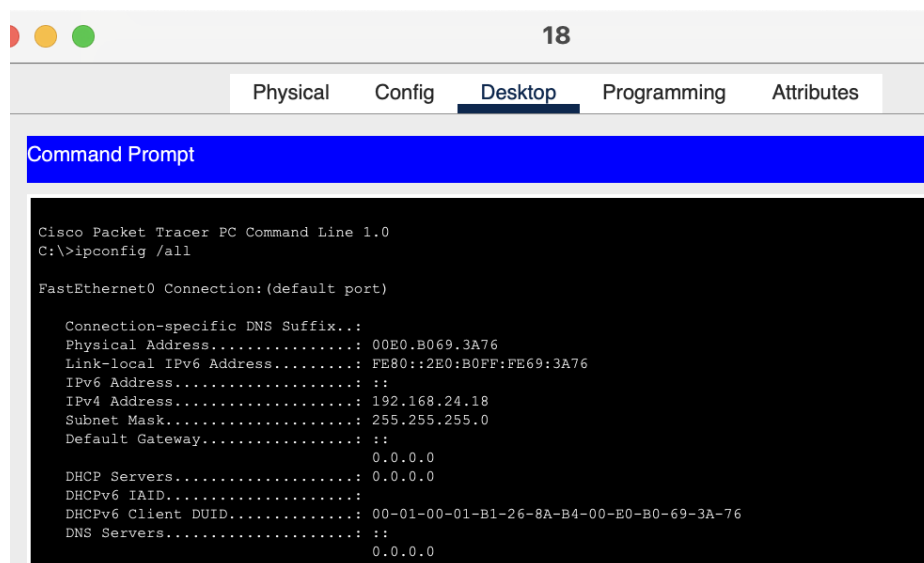 18
Physical Config Desktop Programming Attributes
Command Prompt
Cisco Packet Tracer PC Command Line 1.0
C:\>ipconfig /all
FastEthernet0 Connection:(default port)
Connection-specific DNS Suffix..:
Physical Address................: 00E0.B069.3A76
Link-local IPv6 Address.........: FE80::2E0:B0FF:FE69:3A76
IPv6 Address....................: ::
IPv4 Address....................: 192.168.24.18
Subnet Mask.....................: 255.255.255.0
Default Gateway.................: ::
0.0.0.0
DHCP Servers....................: 0.0.0.0
DHCPv6 IAID.....................:
DHCPv6 Client DUID..............: 00-01-00-01-B1-26-8A-B4-00-E0-B0-69-3A-76
DNS Servers.....................: ::
0.0.0.0